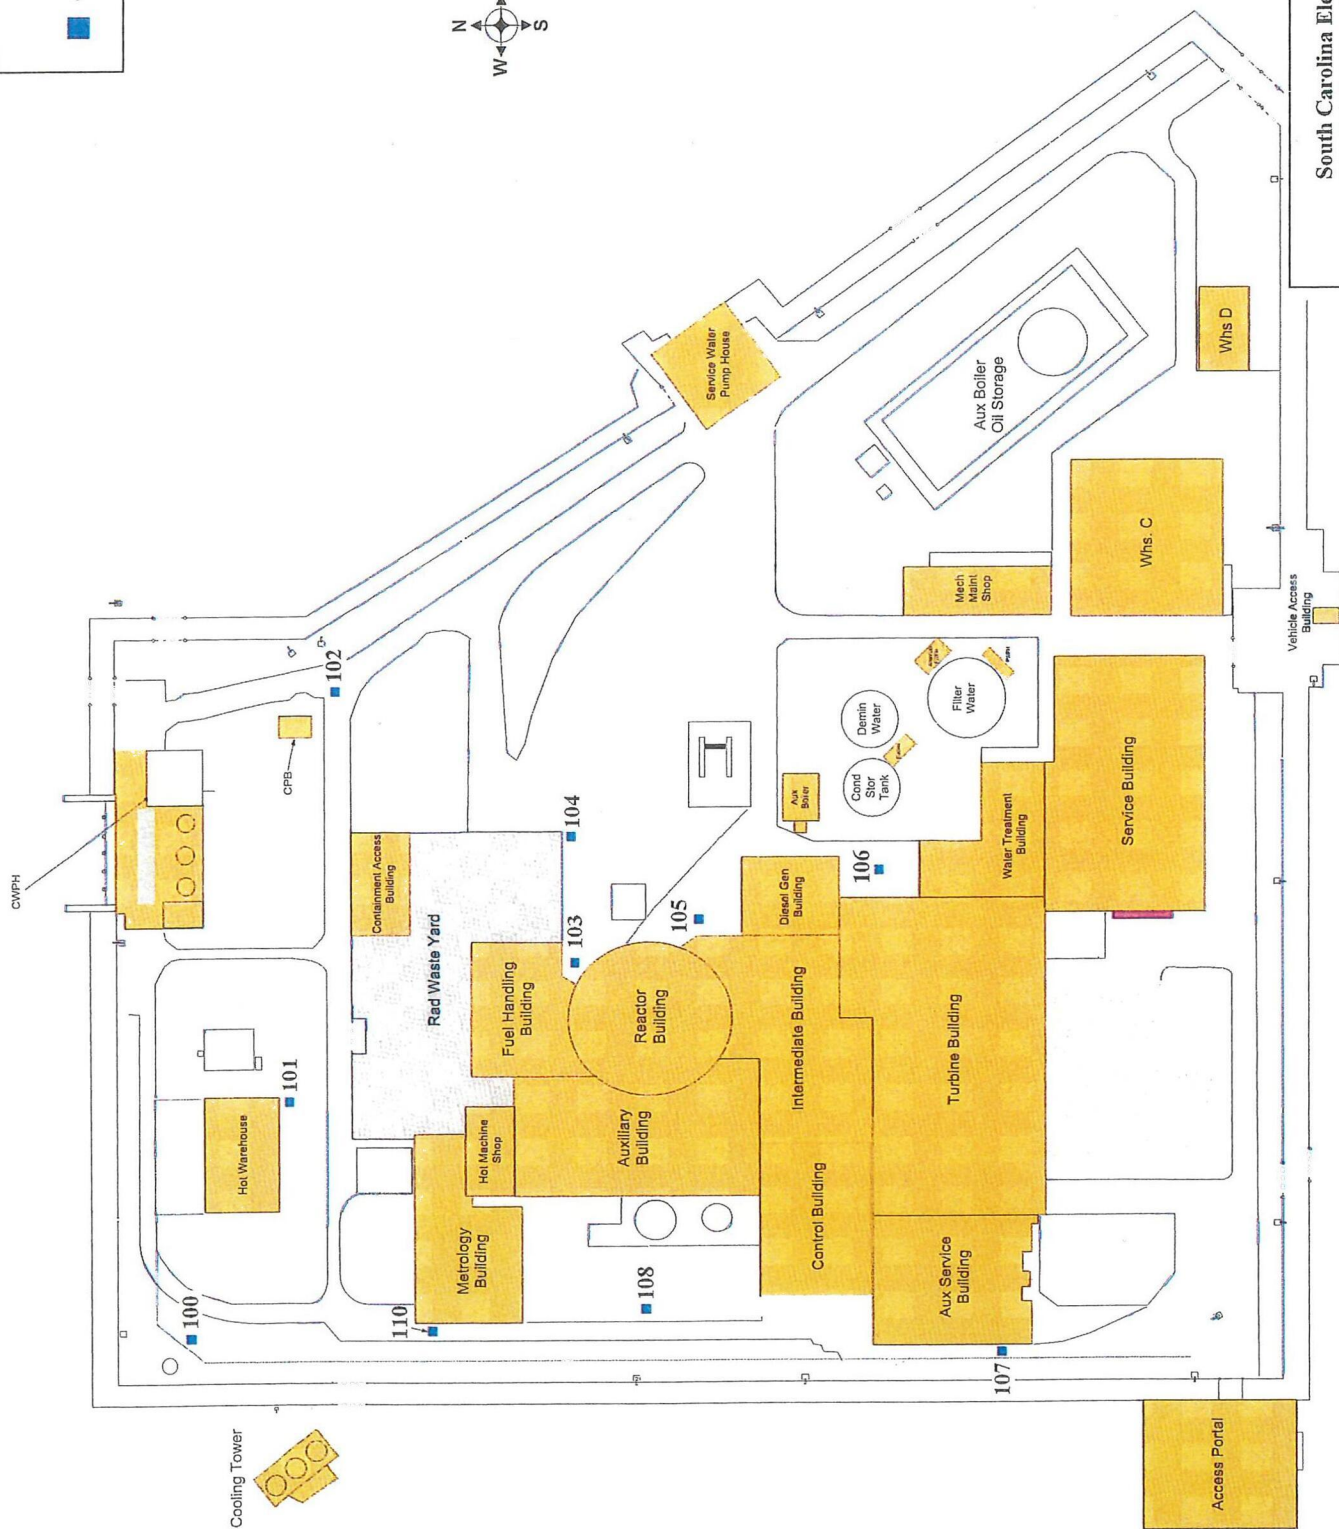 N
S
W
South Carolina Ele
CWPH
CPB
102
Containment Access
Building
Rad Waste Yard
104
103
Fuel Handling
Building
Reactor
Building
105
106
Diesel Gen
Building
Aux
Boiler
Cond
Stor
Tank
Demin
Water
Filter
Water
Water Treatment
Building
Service Building
Service Water
Pump House
Aux Boiler
Oil Storage
Whs D
Whs. C
Mech
Maint
Shop
Vehicle Access
Building
Hot Warehouse
101
100
Hot Machine
Shop
Auxiliary
Building
Metrology
Building
110
108
Intermediate Building
Control Building
Turbine Building
Aux Service
Building
107
Cooling Tower
Access Portal